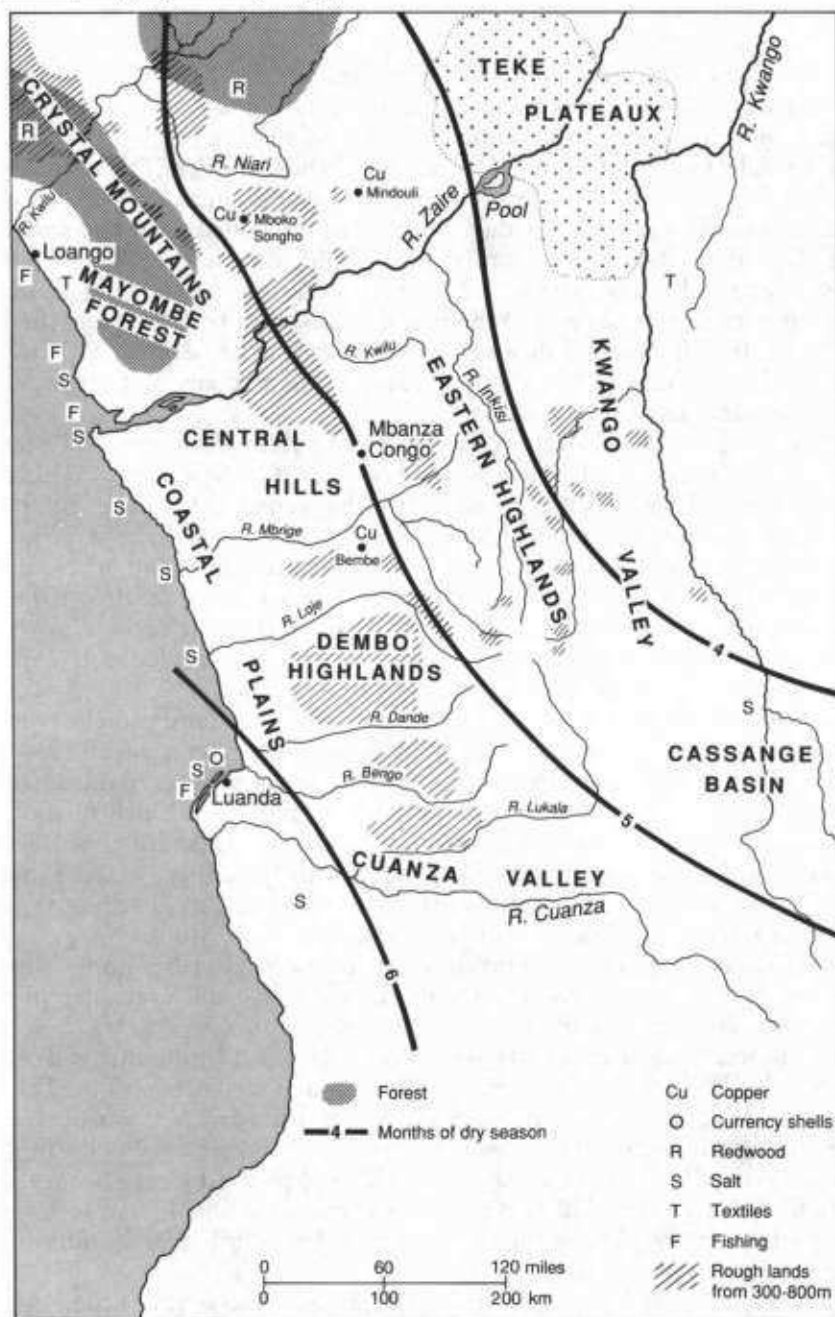 TEKE
PLATEAUX
R. Kwango
R
R
CRYSTAL MOUNTAINS
R. Niari
Cu
Mindouli
Cu
Mboko
Songho
R. Zaire
Pool
R. Kwilu
Loango
F
T
MAYOMBE
FOREST
T
F
S
F
S
R. Kwilu
R. Inkisi
KWANGO
VALLEY
EASTERN HIGHLANDS
CENTRAL
HILLS
Mbanza
Congo
S
COASTAL
PLAINS
R. Mbrige
Cu
Bembe
S
R. Loje
S
DEMBO
HIGHLANDS
4
R. Dande
S
CASSANGE
BASIN
O
S
F
Luanda
R. Bengo
R. Lukala
5
CUANZA
VALLEY
R. Cuanza
S
6
Forest
4 Months of dry season
Cu Copper
O Currency shells
R Redwood
S Salt
T Textiles
F Fishing
Rough lands
from 300-800m
0 60 120 miles
0 100 200 km